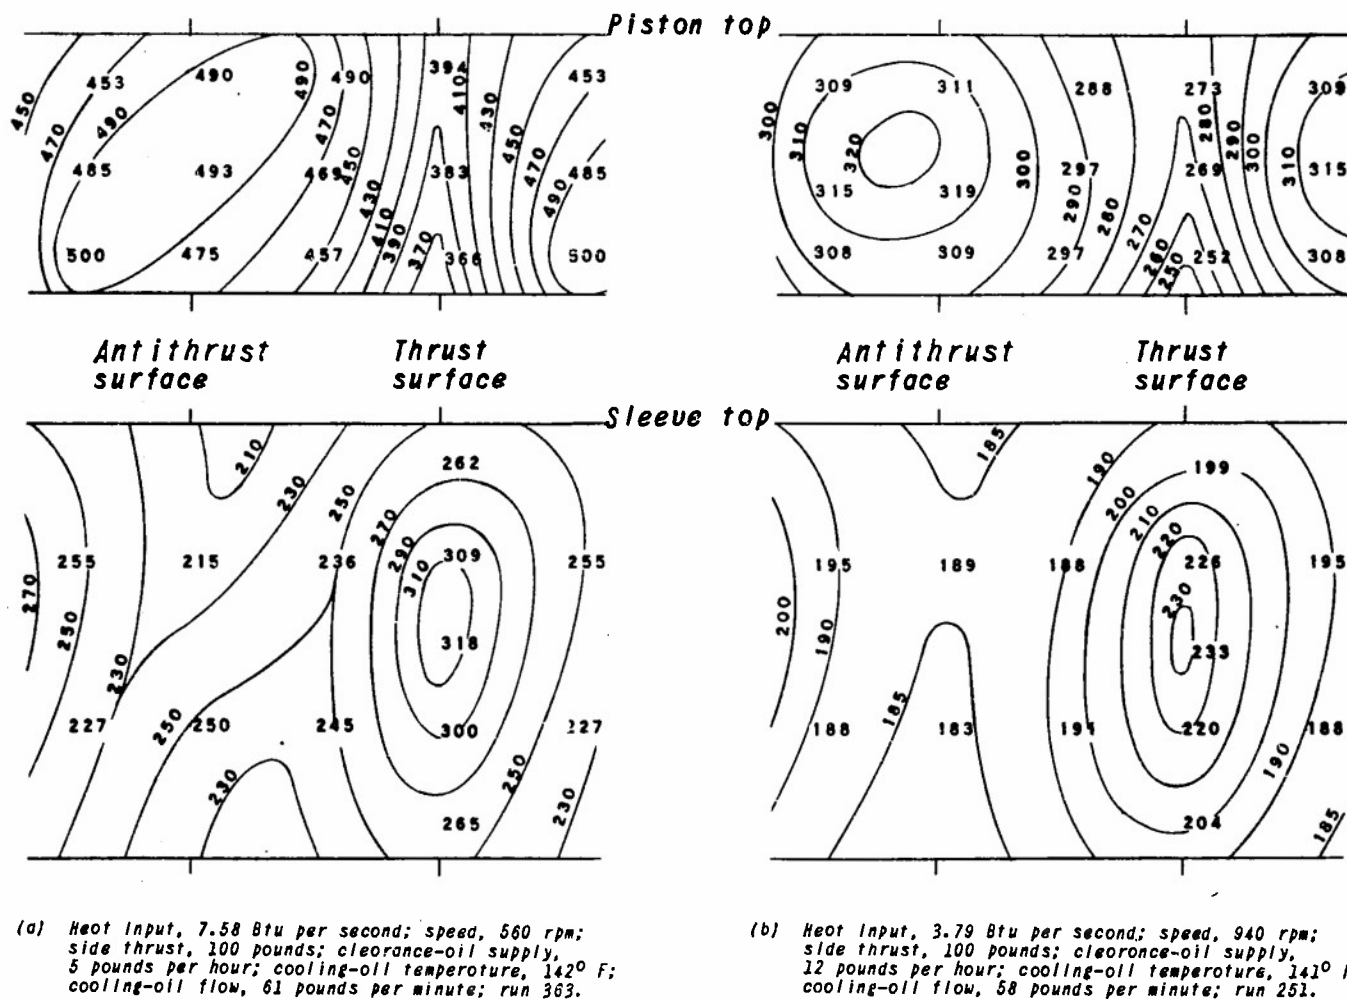 Piston top
453 490 490 490 394 410 430 453
450 470 490
485 493 469 470 450 383 450 470 485
500 475 457 430 410 390 370 366 490 500
309 311 288 273 309
300 310 320 300 280 290 300 310
315 319 297 269 315
308 309 297 290 280 270 260 250 252 308
Antithrust surface
Thrust surface
Antithrust surface
Thrust surface
Sleeve top
210 230 250 262
270 290 310 309
255 215 236 255
270 250 230 318
227 250 250 245 300 227
230 265 250 230
185 190 199
200 210 220 226
195 189 188 195
200 190 230 233
188 185 183 220 188
204 190 185
(a) Heat input, 7.58 Btu per second; speed, 560 rpm;
side thrust, 100 pounds; clearance-oil supply,
5 pounds per hour; cooling-oil temperature, 142° F;
cooling-oil flow, 61 pounds per minute; run 363.
(b) Heat input, 3.79 Btu per second; speed, 940 rpm;
side thrust, 100 pounds; clearance-oil supply,
12 pounds per hour; cooling-oil temperature, 141° F
cooling-oil flow, 58 pounds per minute; run 251.